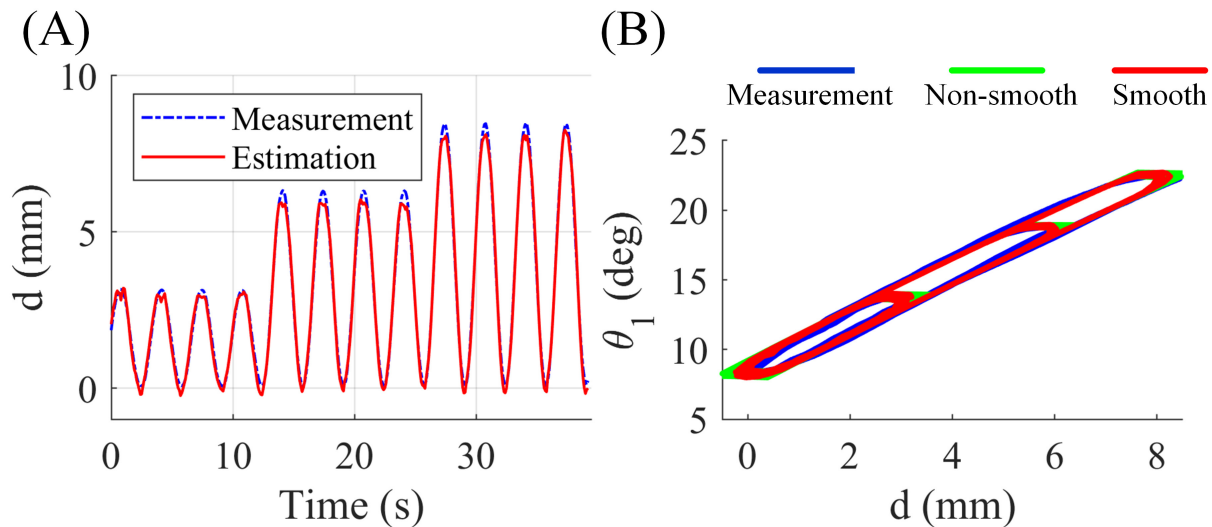 (A)
(B)
Measurement
Estimation
10
5
0
d (mm)
0
10
20
30
Time (s)
Measurement Non-smooth Smooth
25
20
15
10
5
θ1 (deg)
0
2
4
6
8
d (mm)